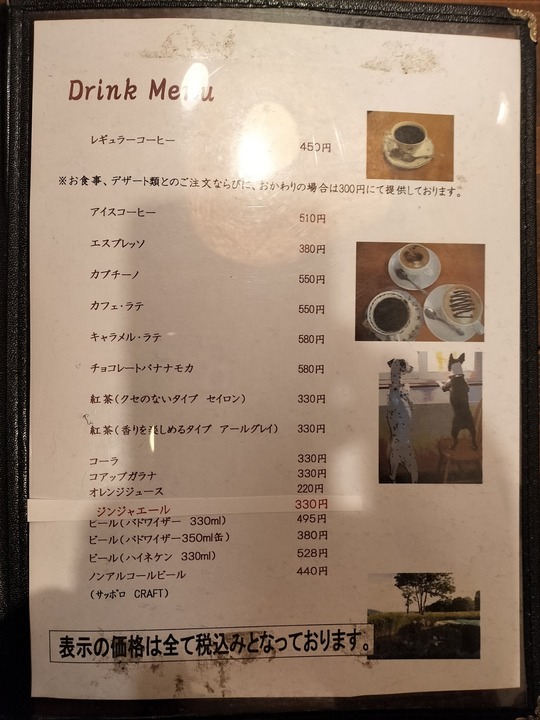 Drink Menu
レギュラーコーヒー 450円
※お食事、デザート類とのご注文ならびに、おかわりの場合は300円にて提供しております。
アイスコーヒー 510円
エスプレッソ 380円
カプチーノ 550円
カフェ・ラテ 550円
キャラメル・ラテ 580円
チョコレートバナナモカ 580円
紅茶(クセのないタイプ セイロン) 330円
紅茶(香りを楽しめるタイプ アールグレイ) 330円
コーラ 330円
コアップガラナ 330円
オレンジジュース 220円
ジンジャエール 330円
ビール(バドワイザー 330ml) 495円
ビール(バドワイザー350ml缶) 380円
ビール(ハイネケン 330ml) 528円
ノンアルコールビール 440円
(サッポロ CRAFT)
表示の価格は全て税込みとなっております。